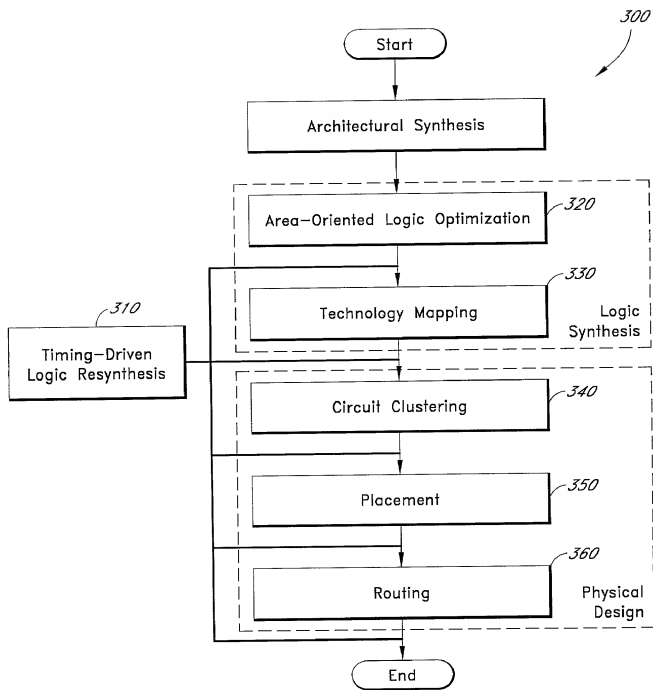 300
Start
Architectural Synthesis
320
Area-Oriented Logic Optimization
330
Technology Mapping
Logic
Synthesis
310
Timing-Driven
Logic Resynthesis
340
Circuit Clustering
350
Placement
360
Routing
Physical
Design
End